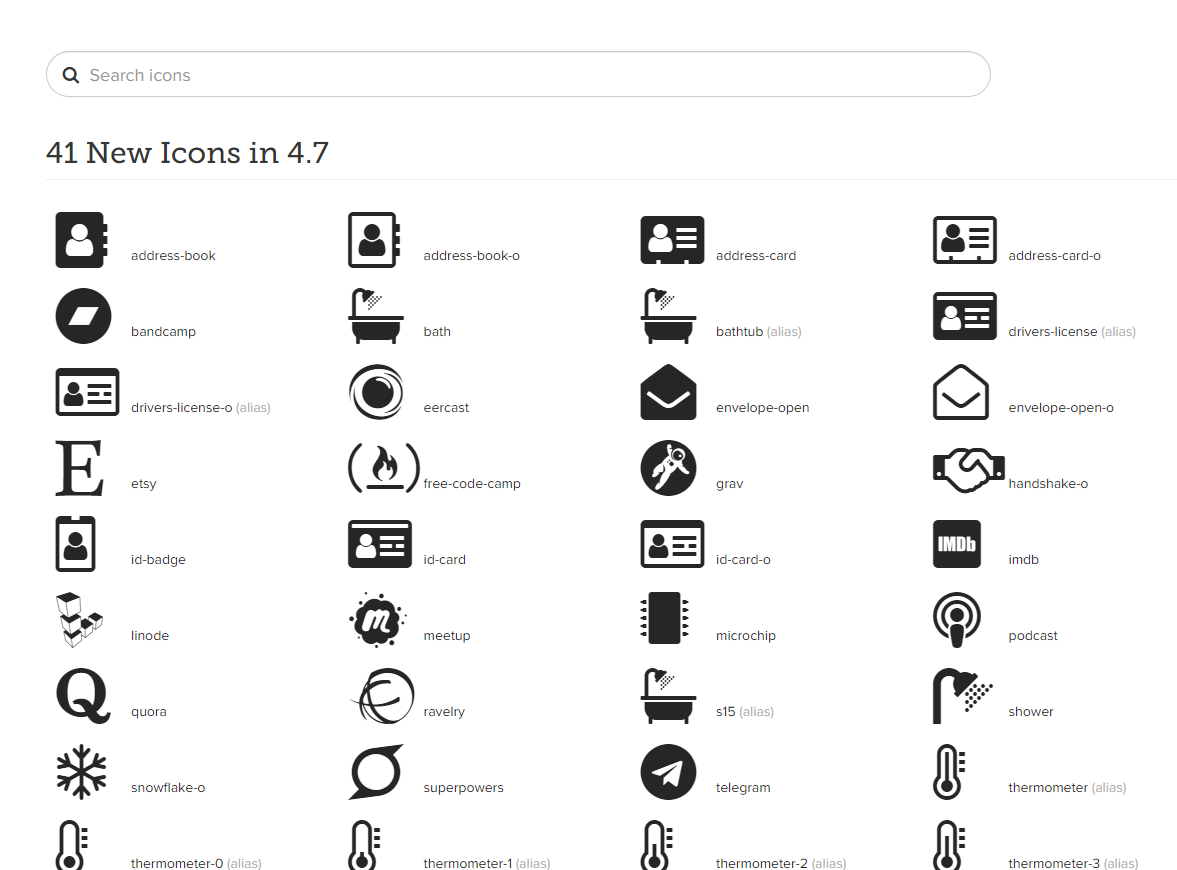 Search icons
41 New Icons in 4.7
address-book address-book-o address-card address-card-o
bandcamp bath bathtub (alias) drivers-license (alias)
drivers-license-o (alias) eercast envelope-open envelope-open-o
E etsy free-code-camp grav handshake-o
id-badge id-card id-card-o IMDb imdb
linode m meetup microchip podcast
Q quora ravelry s15 (alias) shower
snowflake-o superpowers telegram thermometer (alias)
thermometer-0 (alias) thermometer-1 (alias) thermometer-2 (alias) thermometer-3 (alias)